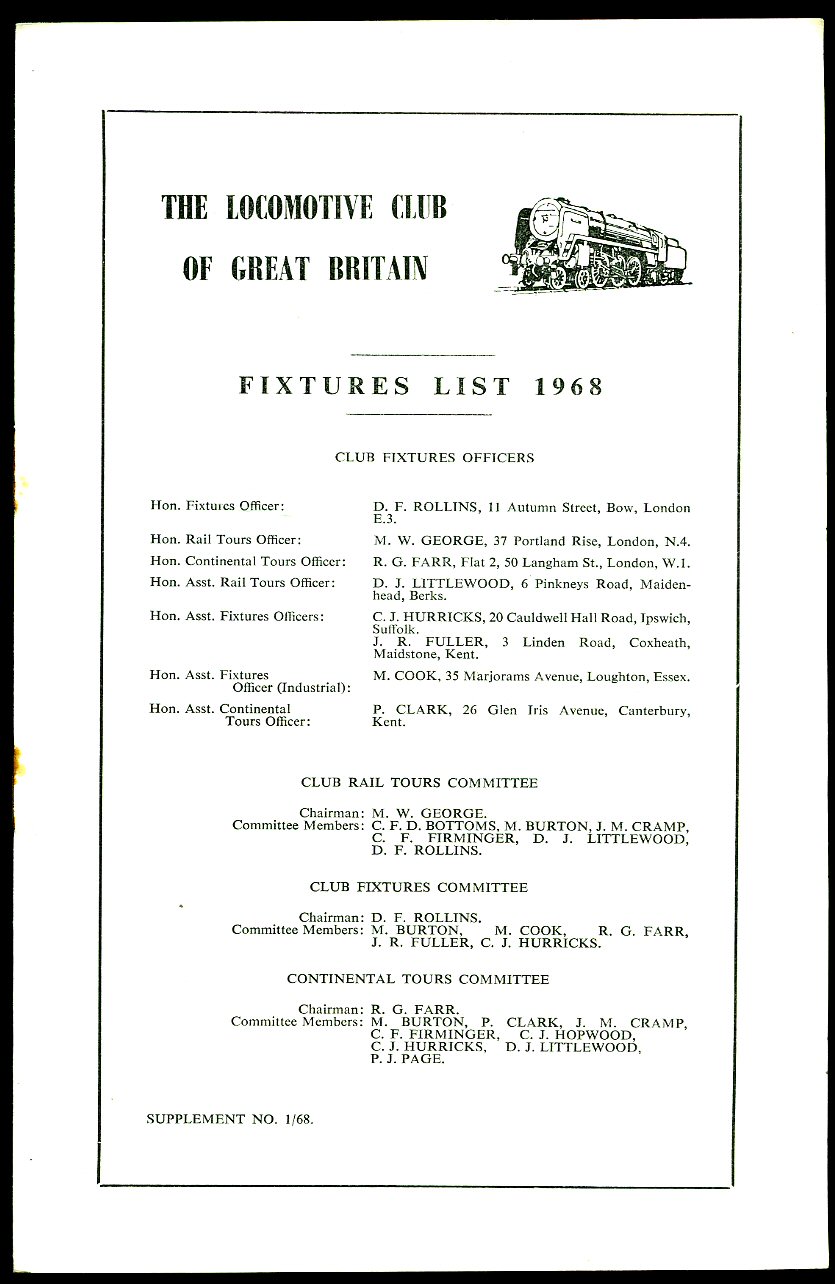 THE LOCOMOTIVE CLUB
OF GREAT BRITAIN
FIXTURES LIST 1968
CLUB FIXTURES OFFICERS
Hon. Fixtures Officer: D. F. ROLLINS, 11 Autumn Street, Bow, London
E.3.
Hon. Rail Tours Officer: M. W. GEORGE, 37 Portland Rise, London, N.4.
Hon. Continental Tours Officer: R. G. FARR, Flat 2, 50 Langham St., London, W.1.
Hon. Asst. Rail Tours Officer: D. J. LITTLEWOOD, 6 Pinkneys Road, Maiden-
head, Berks.
Hon. Asst. Fixtures Officers: C. J. HURRICKS, 20 Cauldwell Hall Road, Ipswich,
Suffolk.
J. R. FULLER, 3 Linden Road, Coxheath,
Maidstone, Kent.
Hon. Asst. Fixtures M. COOK, 35 Marjorams Avenue, Loughton, Essex.
Officer (Industrial):
Hon. Asst. Continental P. CLARK, 26 Glen Iris Avenue, Canterbury,
Tours Officer: Kent.
CLUB RAIL TOURS COMMITTEE
Chairman: M. W. GEORGE.
Committee Members: C. F. D. BOTTOMS, M. BURTON, J. M. CRAMP,
C. F. FIRMINGER, D. J. LITTLEWOOD,
D. F. ROLLINS.
CLUB FIXTURES COMMITTEE
Chairman: D. F. ROLLINS.
Committee Members: M. BURTON, M. COOK, R. G. FARR,
J. R. FULLER, C. J. HURRICKS.
CONTINENTAL TOURS COMMITTEE
Chairman: R. G. FARR.
Committee Members: M. BURTON, P. CLARK, J. M. CRAMP,
C. F. FIRMINGER, C. J. HOPWOOD,
C. J. HURRICKS, D. J. LITTLEWOOD,
P. J. PAGE.
SUPPLEMENT NO. 1/68.